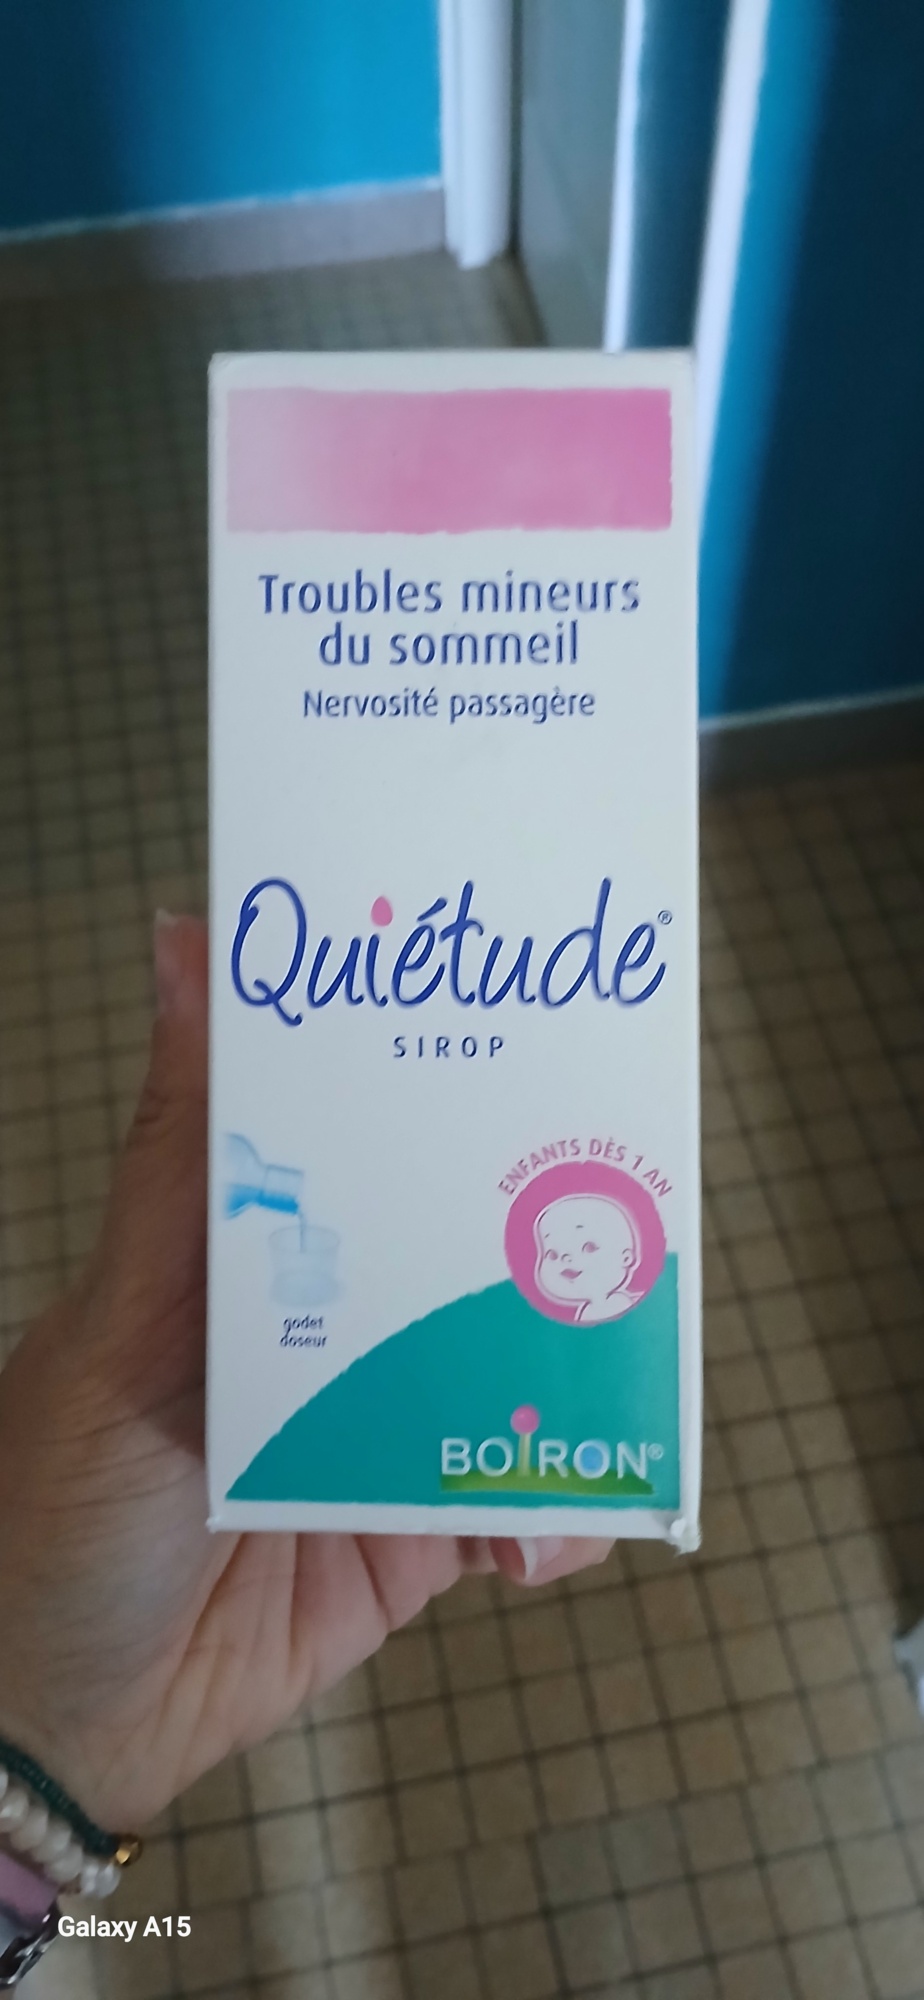 Troubles mineurs
du sommeil
Nervosité passagère
Quiétude®
SIROP
ENFANTS DÈS 1 AN
godet
doseur
BOIRON®
Galaxy A15